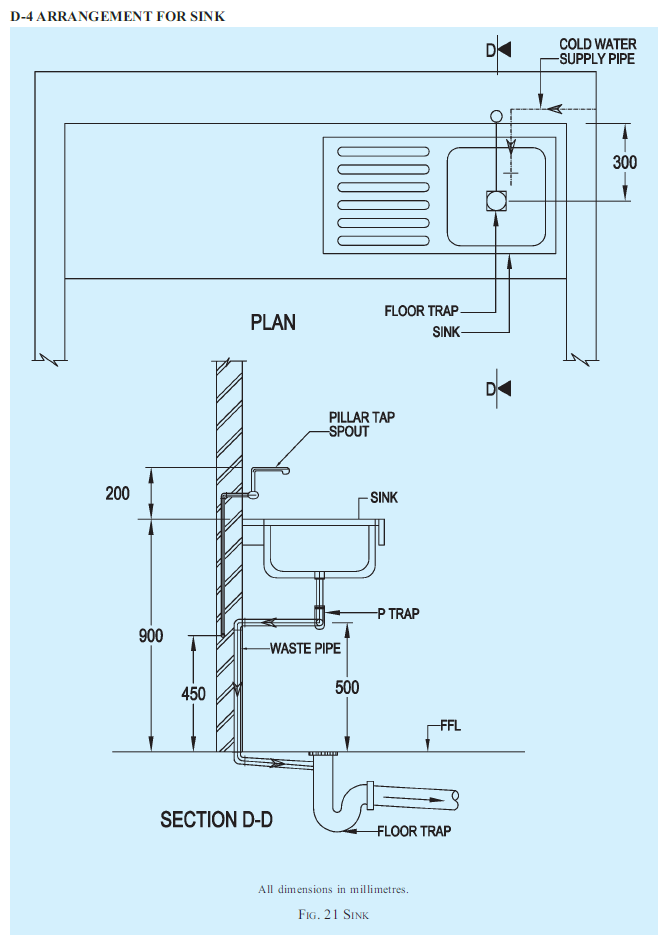 D-4 ARRANGEMENT FOR SINK
D
COLD WATER
SUPPLY PIPE
300
FLOOR TRAP
SINK
PLAN
D
PILLAR TAP
SPOUT
200
SINK
P TRAP
900
WASTE PIPE
450
500
FFL
SECTION D-D
FLOOR TRAP
All dimensions in millimetres.
FIG. 21 SINK